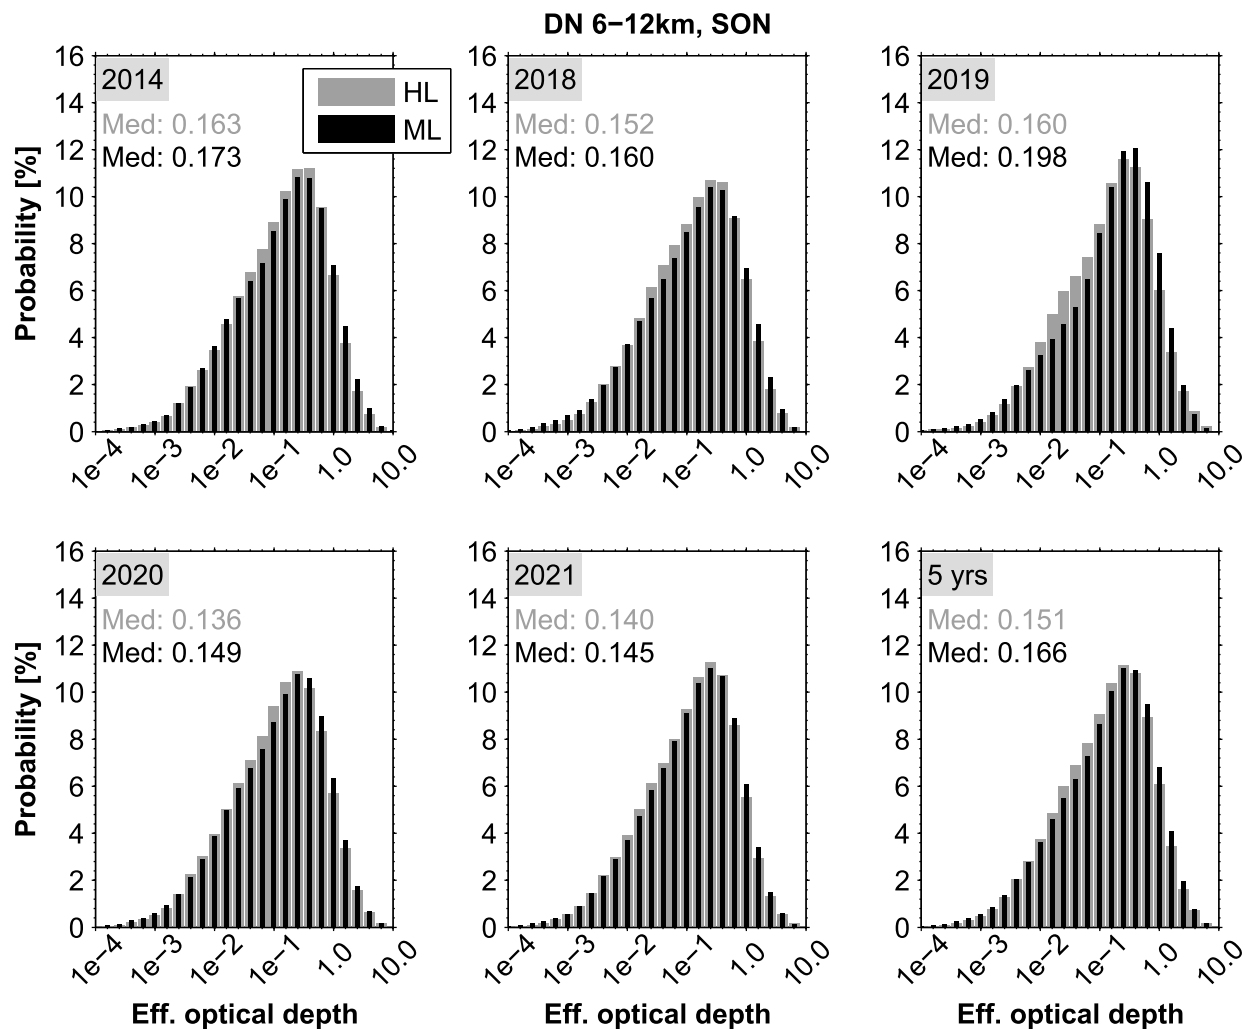 DN 6−12km, SON
2014
HL
ML
Med: 0.163
Med: 0.173
Probability [%]
16
14
12
10
8
6
4
2
0
1e−4
1e−3
1e−2
1e−1
1.0
10.0
2018
Med: 0.152
Med: 0.160
16
14
12
10
8
6
4
2
0
1e−4
1e−3
1e−2
1e−1
1.0
10.0
2019
Med: 0.160
Med: 0.198
16
14
12
10
8
6
4
2
0
1e−4
1e−3
1e−2
1e−1
1.0
10.0
2020
Med: 0.136
Med: 0.149
Probability [%]
16
14
12
10
8
6
4
2
0
1e−4
1e−3
1e−2
1e−1
1.0
10.0
Eff. optical depth
2021
Med: 0.140
Med: 0.145
16
14
12
10
8
6
4
2
0
1e−4
1e−3
1e−2
1e−1
1.0
10.0
Eff. optical depth
5 yrs
Med: 0.151
Med: 0.166
16
14
12
10
8
6
4
2
0
1e−4
1e−3
1e−2
1e−1
1.0
10.0
Eff. optical depth